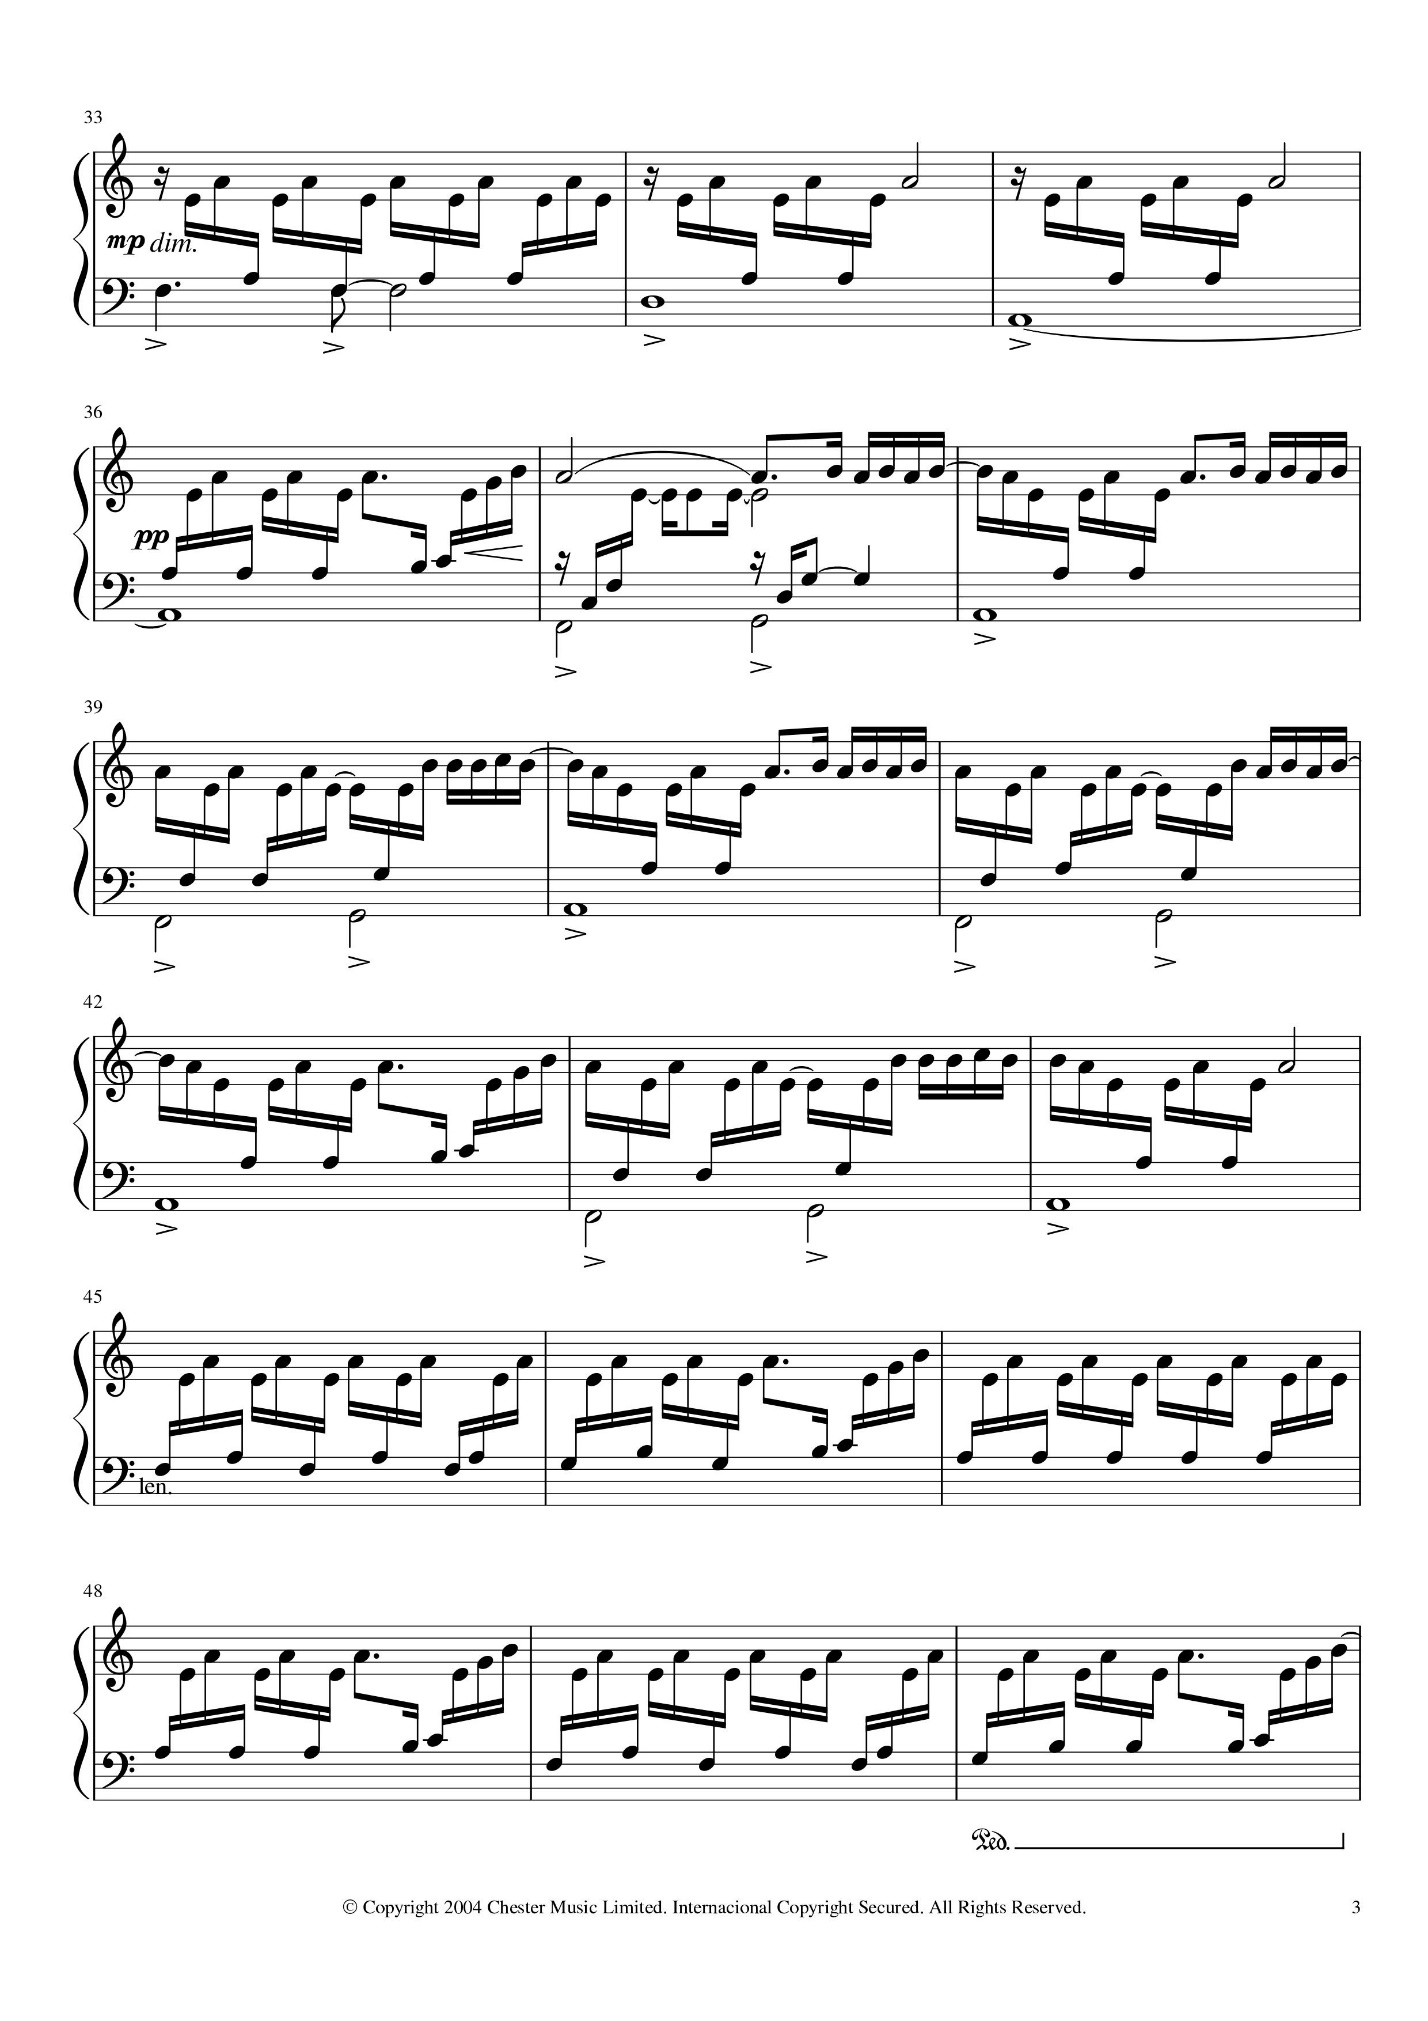 33
mp dim.
36
pp
39
42
45
len.
48
Ped.
© Copyright 2004 Chester Music Limited. Internacional Copyright Secured. All Rights Reserved. 3